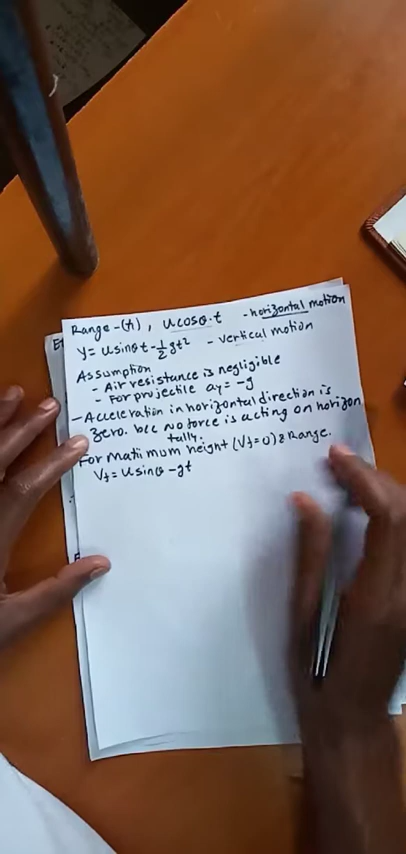 Range-(x), ucosθ.t - horizontal motion
y= usinθt-½gt² - vertical motion
Assumption
- Air resistance is negligible
- For projectile ay=-g
-Acceleration in horizontal direction is
zero. bcc No force is acting on horizon
tally.
For maximum height (Vf=0) & Range.
Vf= usinθ-gt